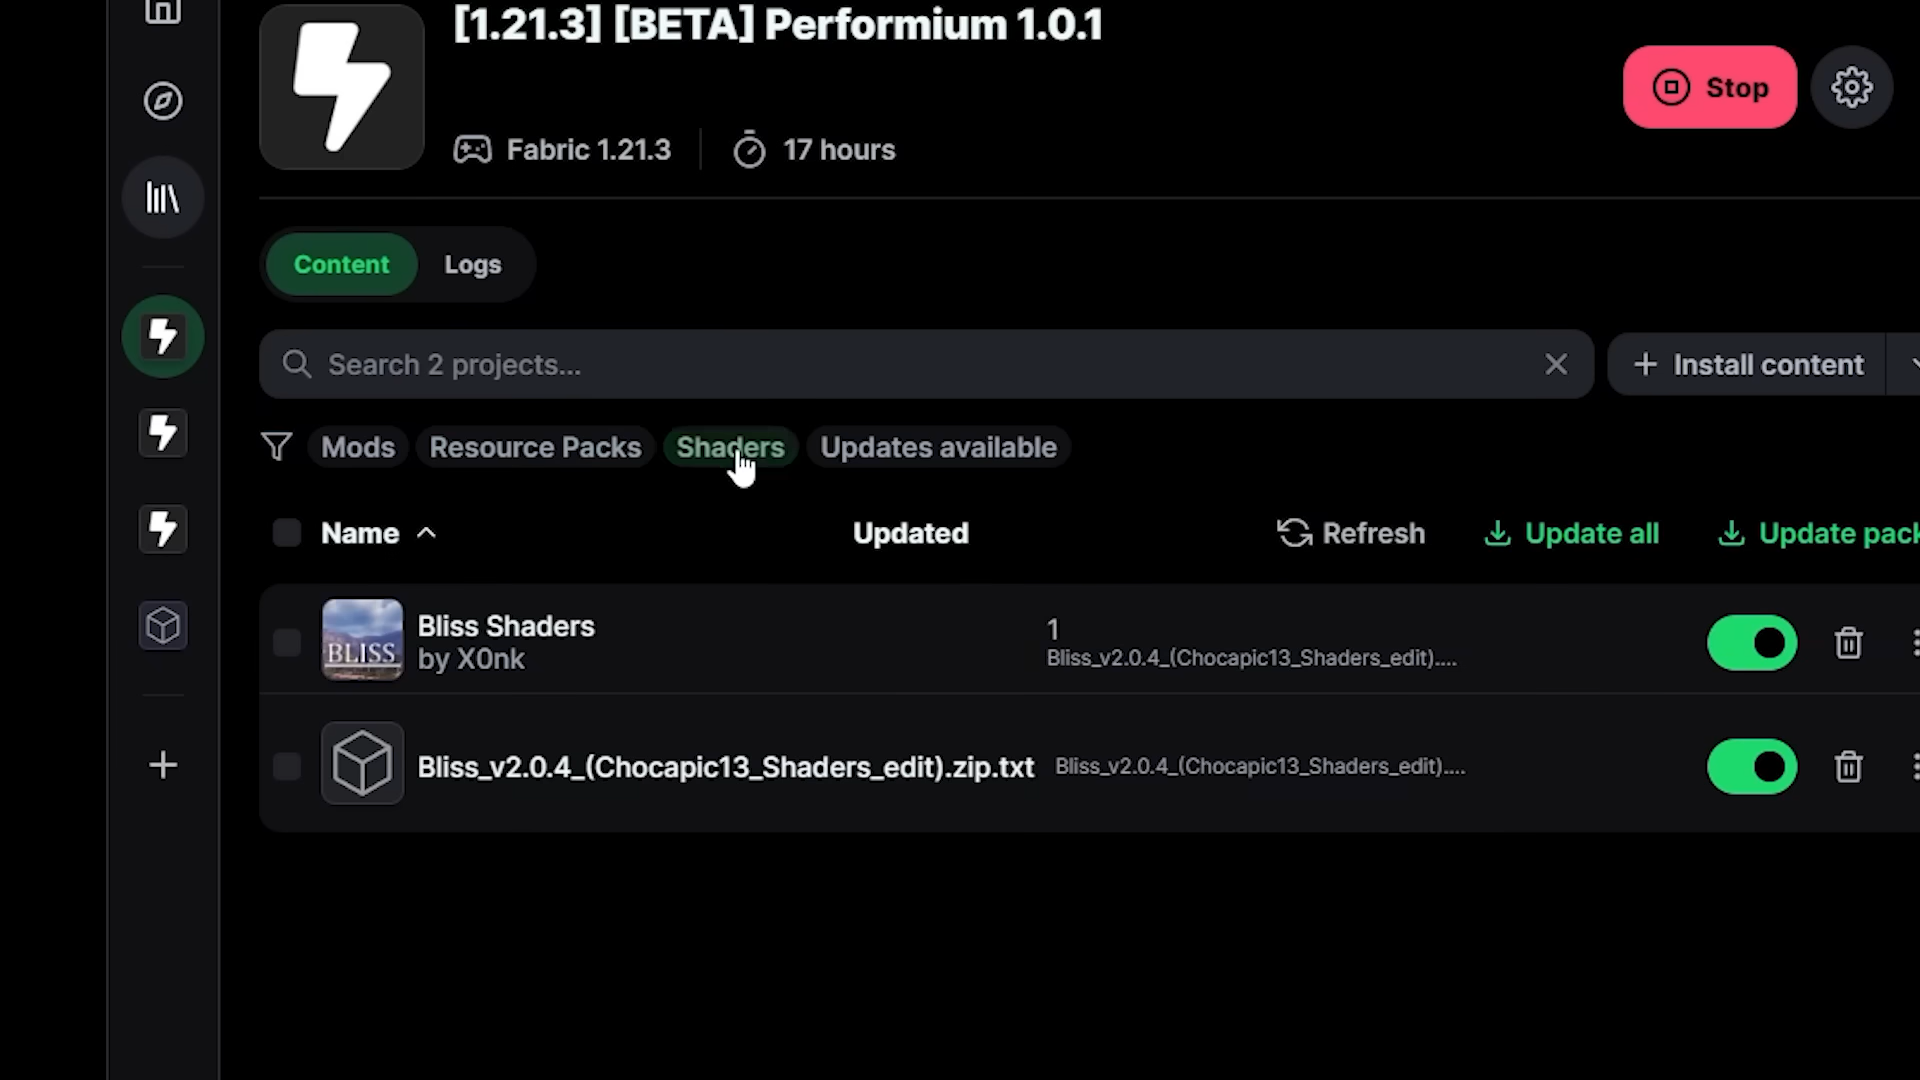 [1.21.3] [BETA] Performium 1.0.1
Stop
Fabric 1.21.3
17 hours
Content
Logs
Search 2 projects...
Install content
Mods
Resource Packs
Shaders
Updates available
Name
Updated
Refresh
Update all
Update pack
BLISS
Bliss Shaders
by X0nk
1
Bliss_v2.0.4_(Chocapic13_Shaders_edit)....
Bliss_v2.0.4_(Chocapic13_Shaders_edit).zip.txt
Bliss_v2.0.4_(Chocapic13_Shaders_edit)....